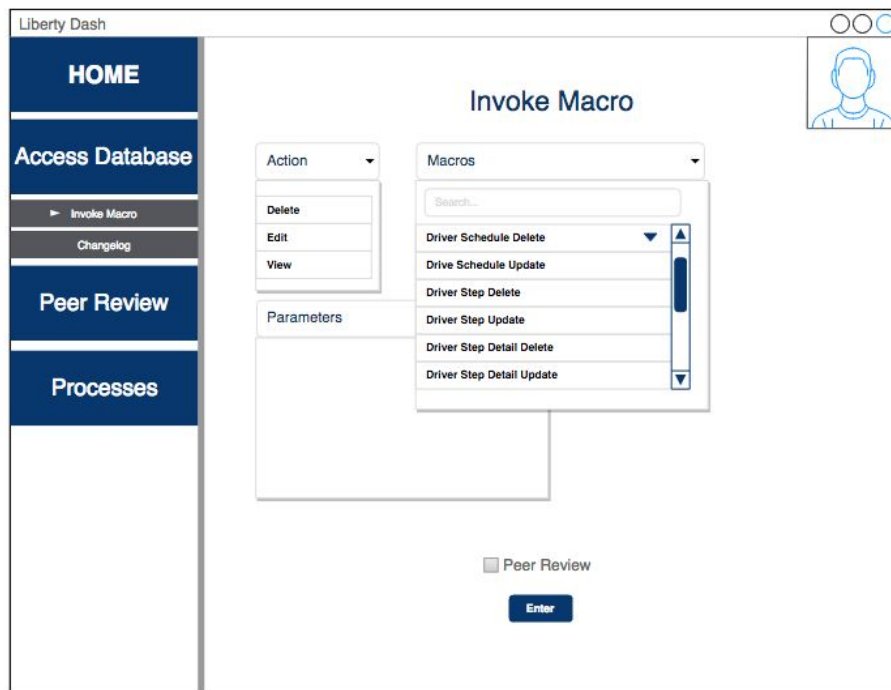 Liberty Dash
HOME
Access Database
Invoke Macro
Changelog
Peer Review
Processes
Invoke Macro
Action
Delete
Edit
View
Macros
Search...
Driver Schedule Delete
Drive Schedule Update
Driver Step Delete
Driver Step Update
Driver Step Detail Delete
Driver Step Detail Update
Parameters
Peer Review
Enter